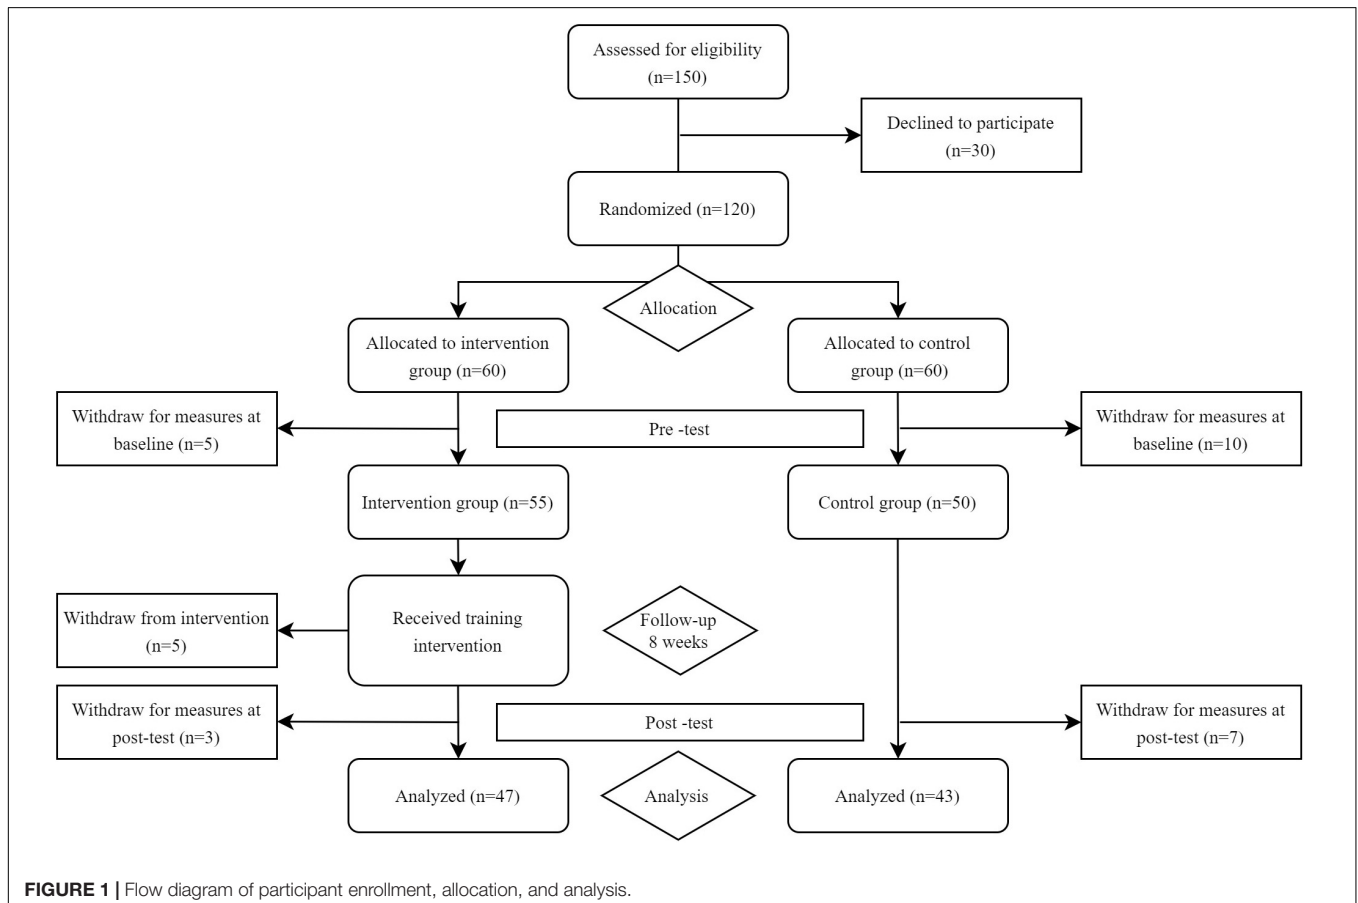 Assessed for eligibility
(n=150)
Declined to participate
(n=30)
Randomized (n=120)
Allocation
Allocated to intervention
group (n=60)
Allocated to control
group (n=60)
Withdraw for measures at
baseline (n=5)
Pre -test
Withdraw for measures at
baseline (n=10)
Intervention group (n=55)
Control group (n=50)
Withdraw from intervention
(n=5)
Received training
intervention
Follow-up
8 weeks
Withdraw for measures at
post-test (n=3)
Post -test
Withdraw for measures at
post-test (n=7)
Analyzed (n=47)
Analysis
Analyzed (n=43)
FIGURE 1 | Flow diagram of participant enrollment, allocation, and analysis.